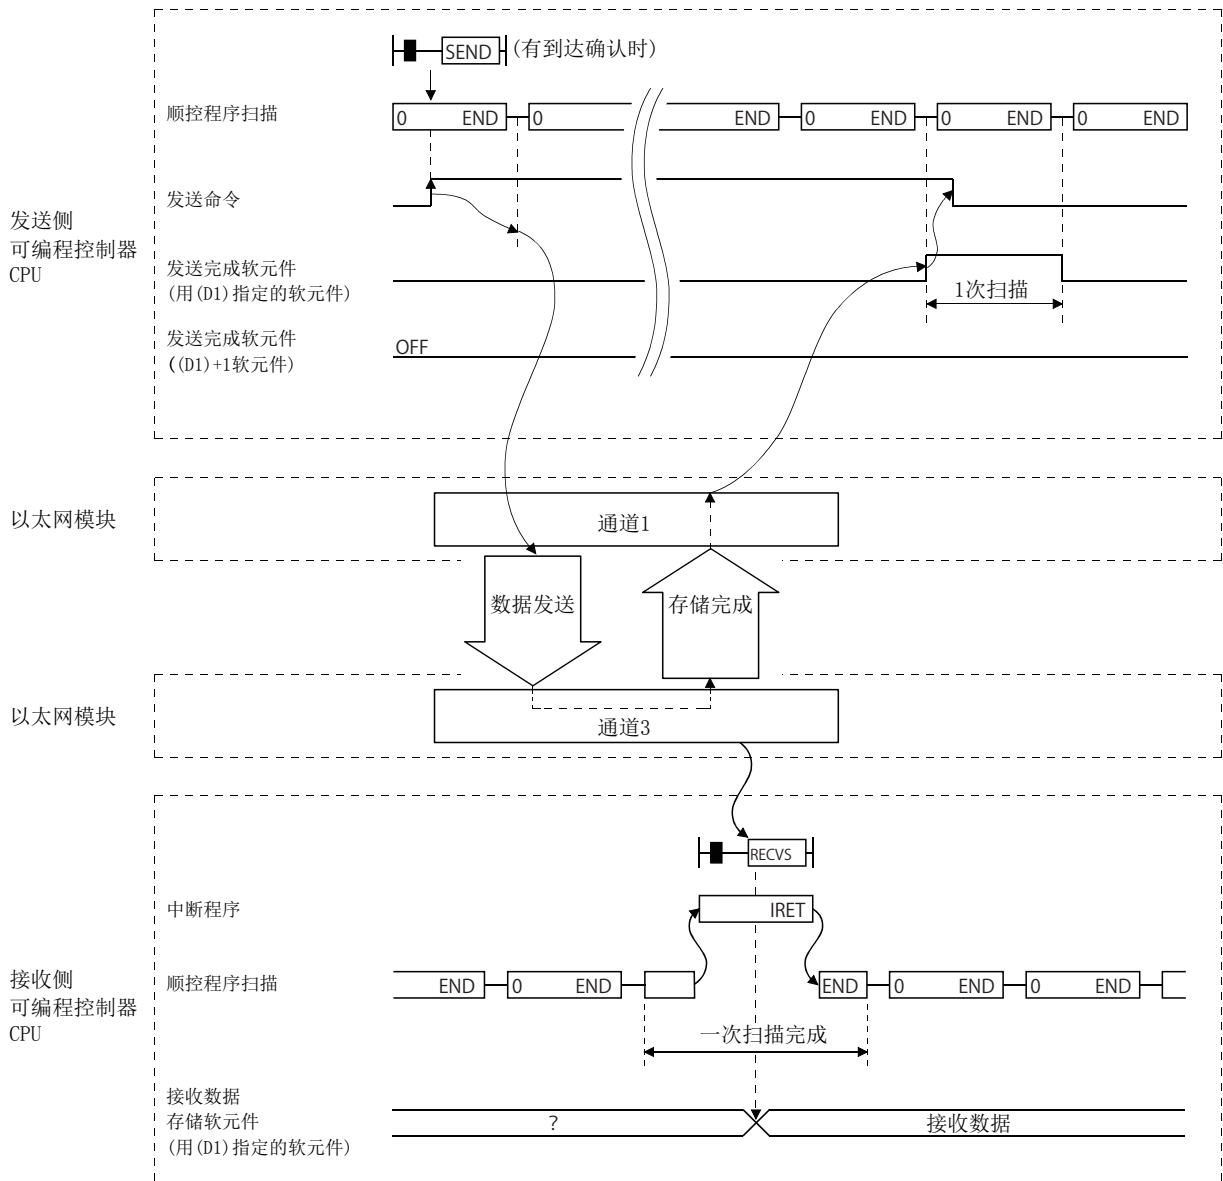 SEND (有到达确认时)
顺控程序扫描
0 END 0 END 0 END 0 END 0 END
发送命令
发送侧
可编程控制器
CPU
发送完成软元件
(用(D1)指定的软元件)
1次扫描
发送完成软元件
((D1)+1软元件)
OFF
以太网模块
通道1
数据发送
存储完成
以太网模块
通道3
RECVS
中断程序
IRET
接收侧
可编程控制器
CPU
顺控程序扫描
END 0 END END 0 END 0 END
一次扫描完成
接收数据
存储软元件
(用(D1)指定的软元件)
?
接收数据